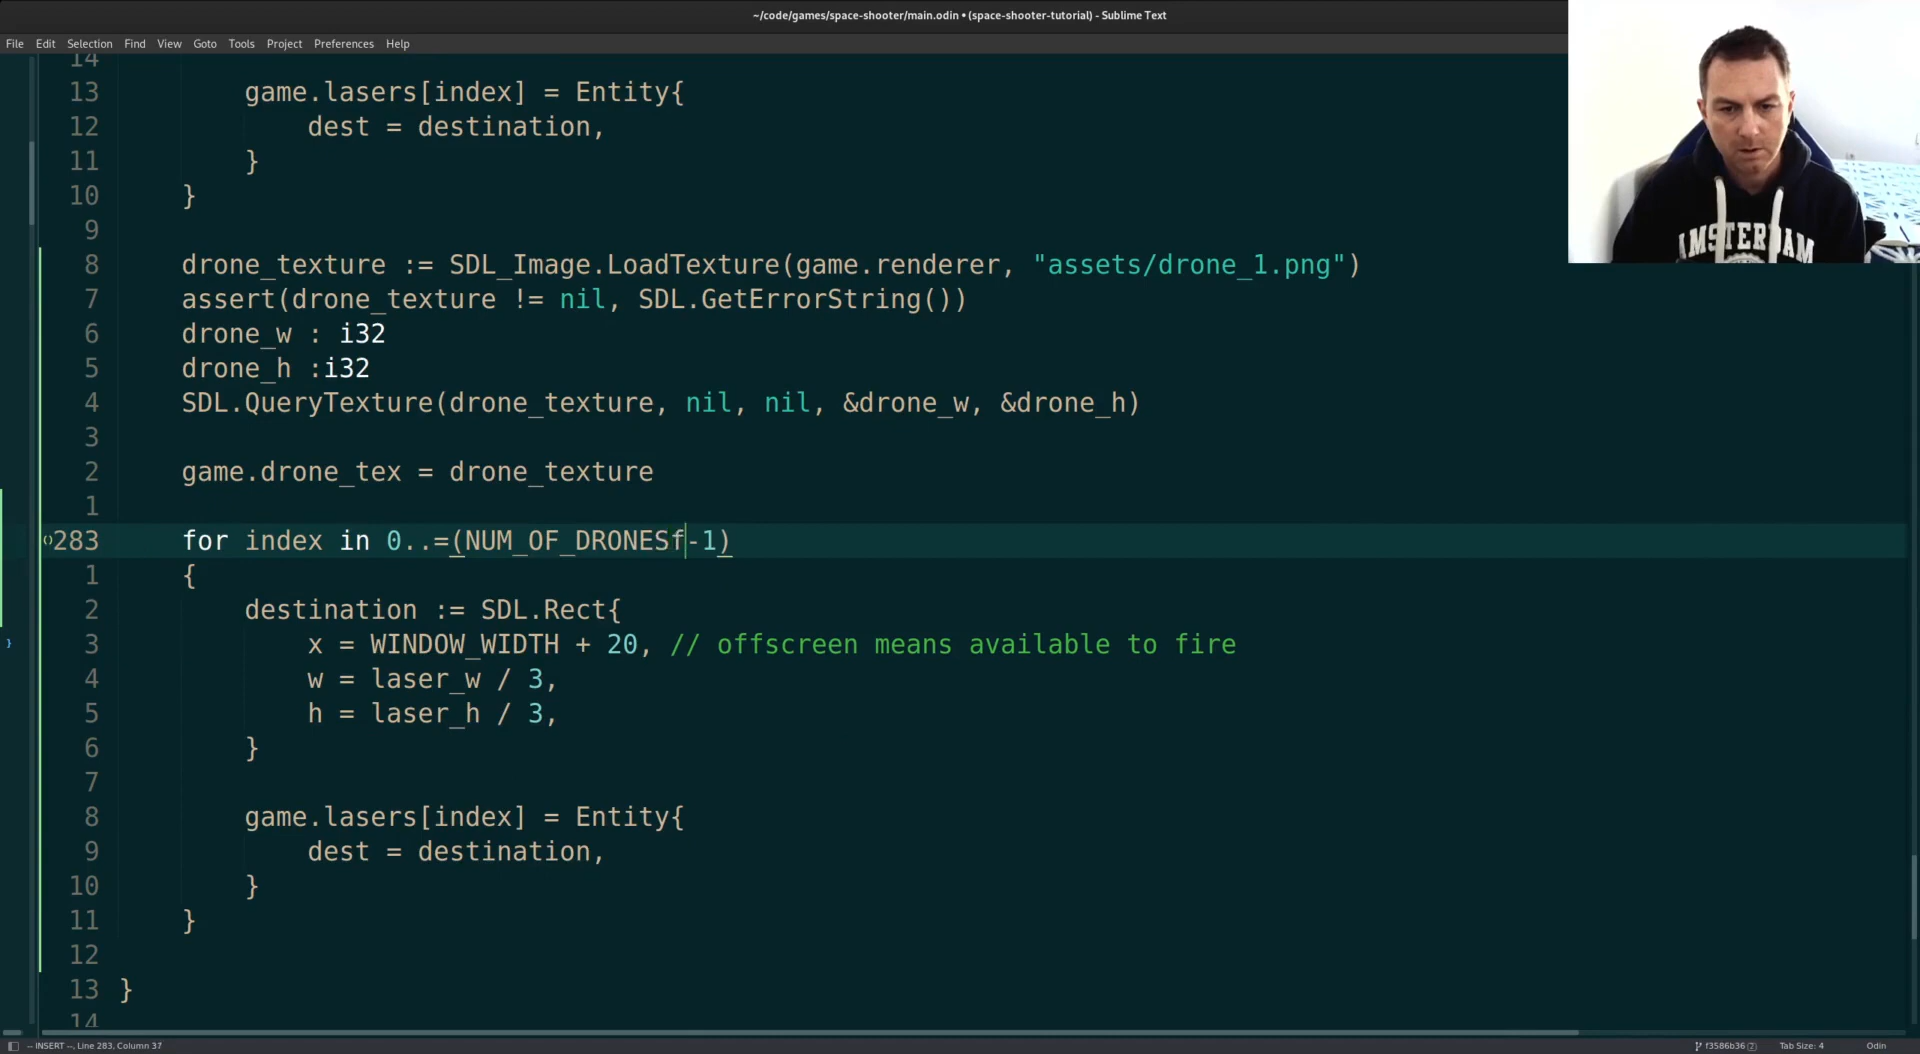 ~/code/games/space-shooter/main.odin • (space-shooter-tutorial) - Sublime Text
File Edit Selection Find View Goto Tools Project Preferences Help
14
13 game.lasers[index] = Entity{
12 dest = destination,
11 }
10 }
9
8 drone_texture := SDL_Image.LoadTexture(game.renderer, "assets/drone_1.png")
7 assert(drone_texture != nil, SDL.GetErrorString())
6 drone_w : i32
5 drone_h :i32
4 SDL.QueryTexture(drone_texture, nil, nil, &drone_w, &drone_h)
3
2 game.drone_tex = drone_texture
1
283 for index in 0..=(NUM_OF_DRONESf-1)
1 {
2 destination := SDL.Rect{
3 x = WINDOW_WIDTH + 20, // offscreen means available to fire
4 w = laser_w / 3,
5 h = laser_h / 3,
6 }
7
8 game.lasers[index] = Entity{
9 dest = destination,
10 }
11 }
12
13 }
14
AMSTERDAM
-- INSERT --, Line 283, Column 37 f3586b36 2 Tab Size: 4 Odin